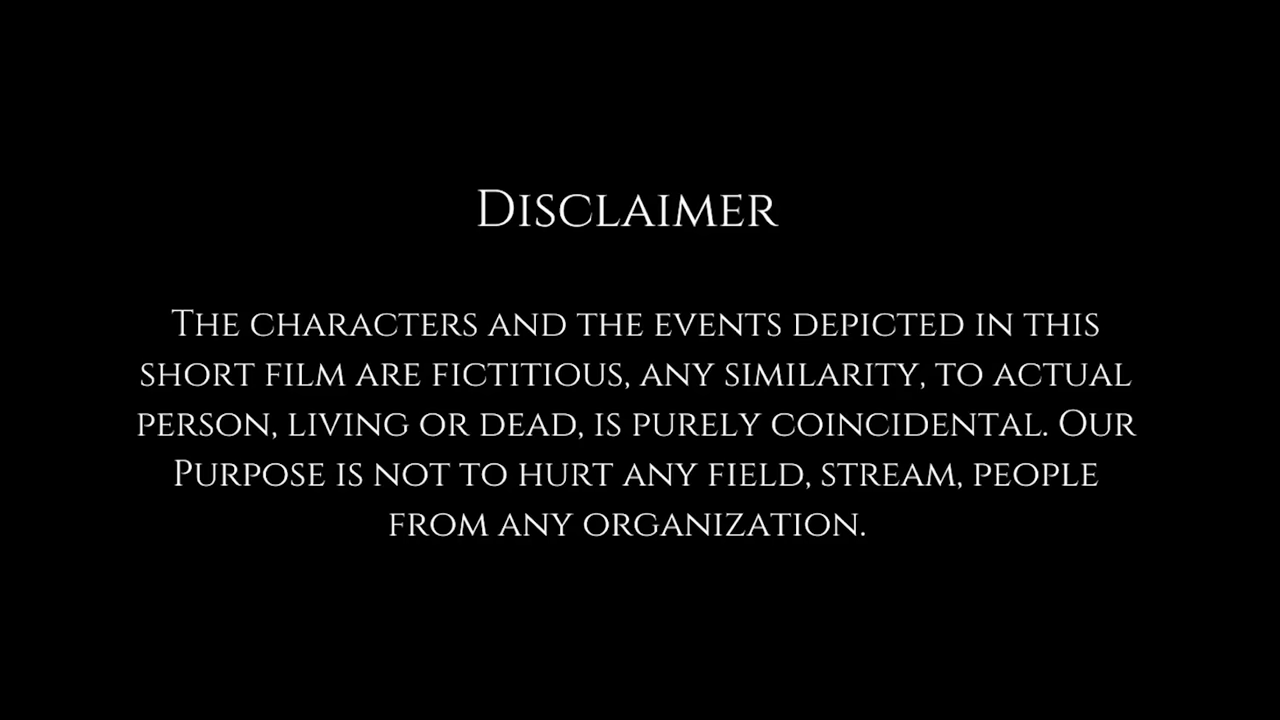 Disclaimer
The characters and the events depicted in this
short film are fictitious, any similarity, to actual
person, living or dead, is purely coincidental. Our
Purpose is not to hurt any field, stream, people
from any organization.